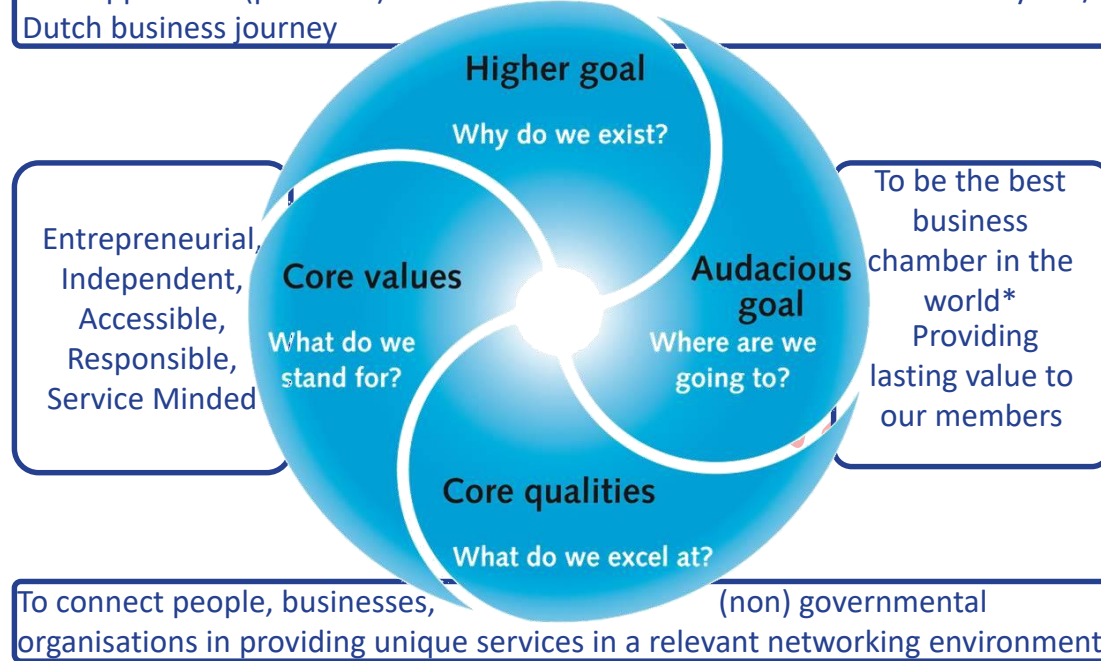 Dutch business journey
Higher goal
Why do we exist?
Entrepreneurial,
Independent,
Accessible,
Responsible,
Service Minded
Core values
What do we
stand for?
Audacious
goal
Where are we
going to?
To be the best
business
chamber in the
world*
Providing
lasting value to
our members
Core qualities
What do we excel at?
To connect people, businesses, (non) governmental
organisations in providing unique services in a relevant networking environment